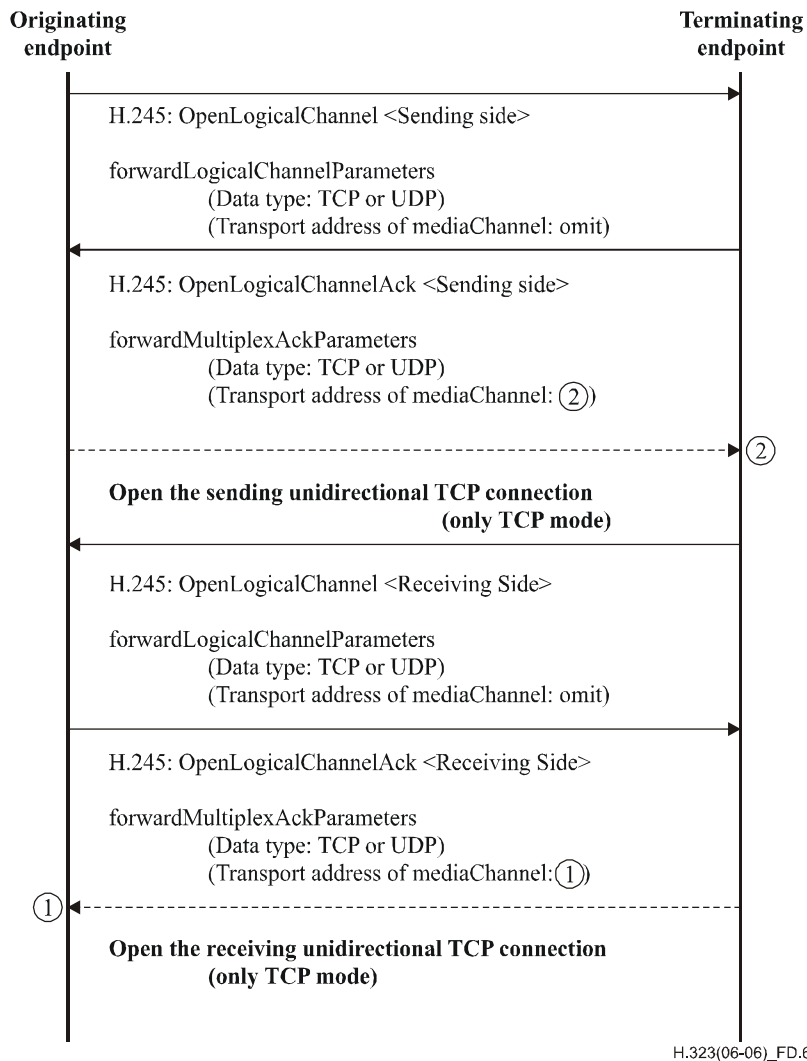 Originating
endpoint
Terminating
endpoint
H.245: OpenLogicalChannel <Sending side>
forwardLogicalChannelParameters
(Data type: TCP or UDP)
(Transport address of mediaChannel: omit)
H.245: OpenLogicalChannelAck <Sending side>
forwardMultiplexAckParameters
(Data type: TCP or UDP)
(Transport address of mediaChannel: 2)
2
Open the sending unidirectional TCP connection
(only TCP mode)
H.245: OpenLogicalChannel <Receiving Side>
forwardLogicalChannelParameters
(Data type: TCP or UDP)
(Transport address of mediaChannel: omit)
H.245: OpenLogicalChannelAck <Receiving Side>
forwardMultiplexAckParameters
(Data type: TCP or UDP)
(Transport address of mediaChannel: 1)
1
Open the receiving unidirectional TCP connection
(only TCP mode)
H.323(06-06)_FD.